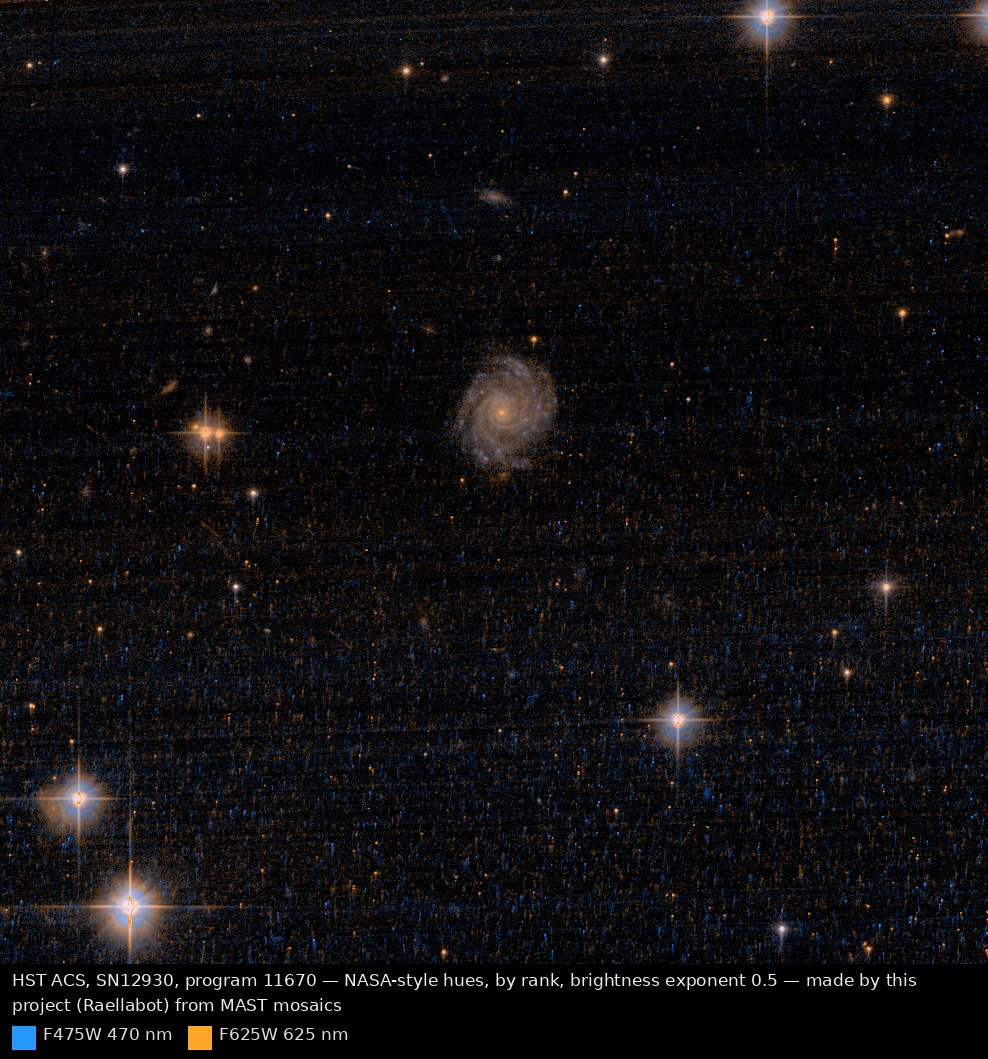 HST ACS, SN12930, program 11670 — NASA-style hues, by rank, brightness exponent 0.5 — made by this
project (Raellabot) from MAST mosaics
F475W 470 nm F625W 625 nm